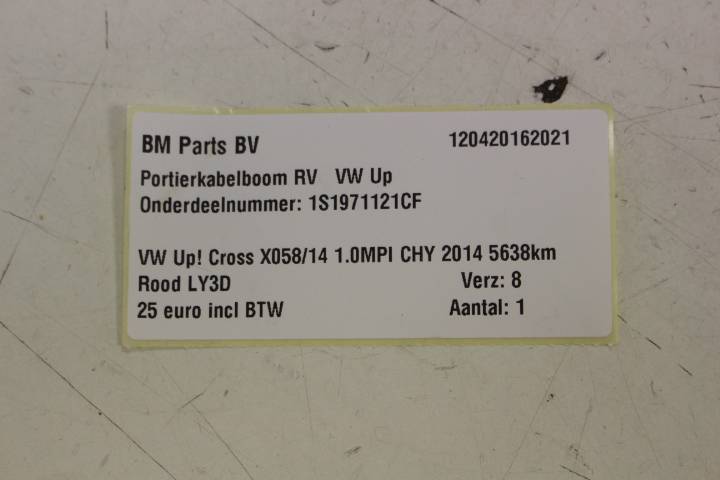 BM Parts BV 120420162021
Portierkabelboom RV VW Up
Onderdeelnummer: 1S1971121CF
VW Up! Cross X058/14 1.0MPI CHY 2014 5638km
Rood LY3D Verz: 8
25 euro incl BTW Aantal: 1